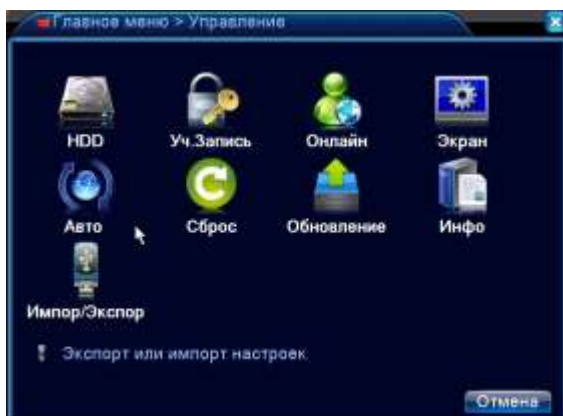 Главное меню > Управление
HDD Уч.Запись Онлайн Экран
Авто Сброс Обновление Инфо
Импор/Экспор
Экспорт или импорт настроек
Отмена